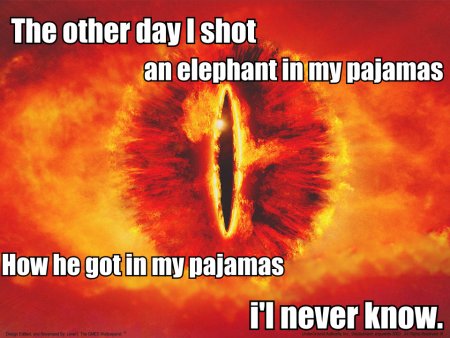 The other day I shot
an elephant in my pajamas
How he got in my pajamas
i'l never know.